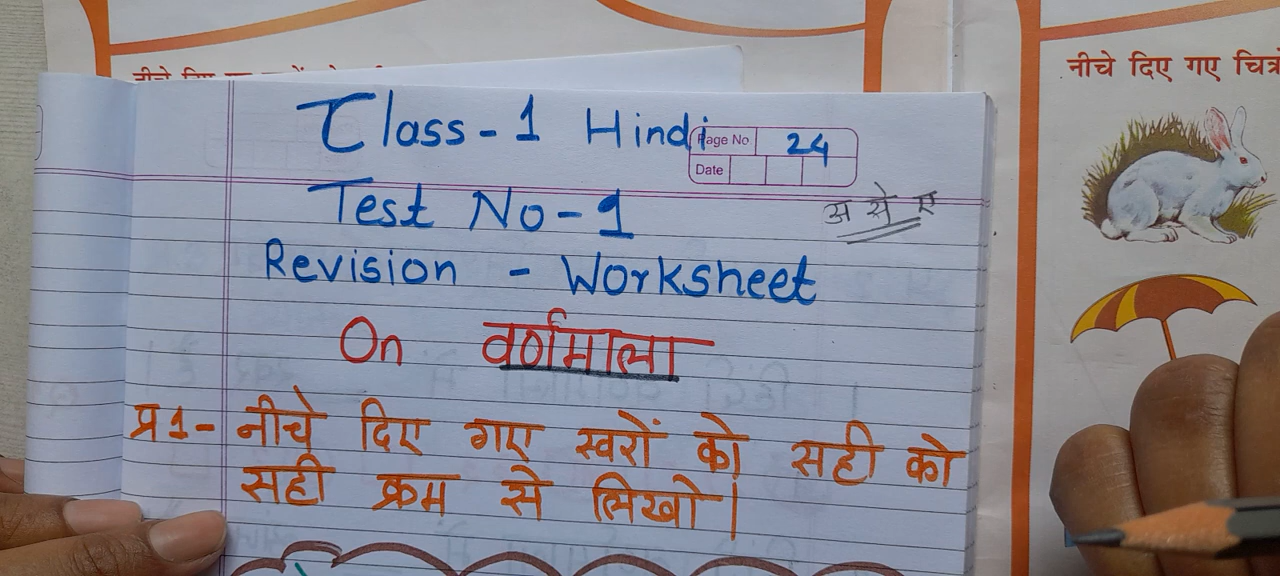 नीचे दिए गए चित्रों
Class-1 Hindi
Page No 24
Date
Test No-1
अ से ए
Revision - Worksheet
On वर्णमाला
प्र 1- नीचे दिए गए स्वरों को सही को
सही क्रम से लिखो।